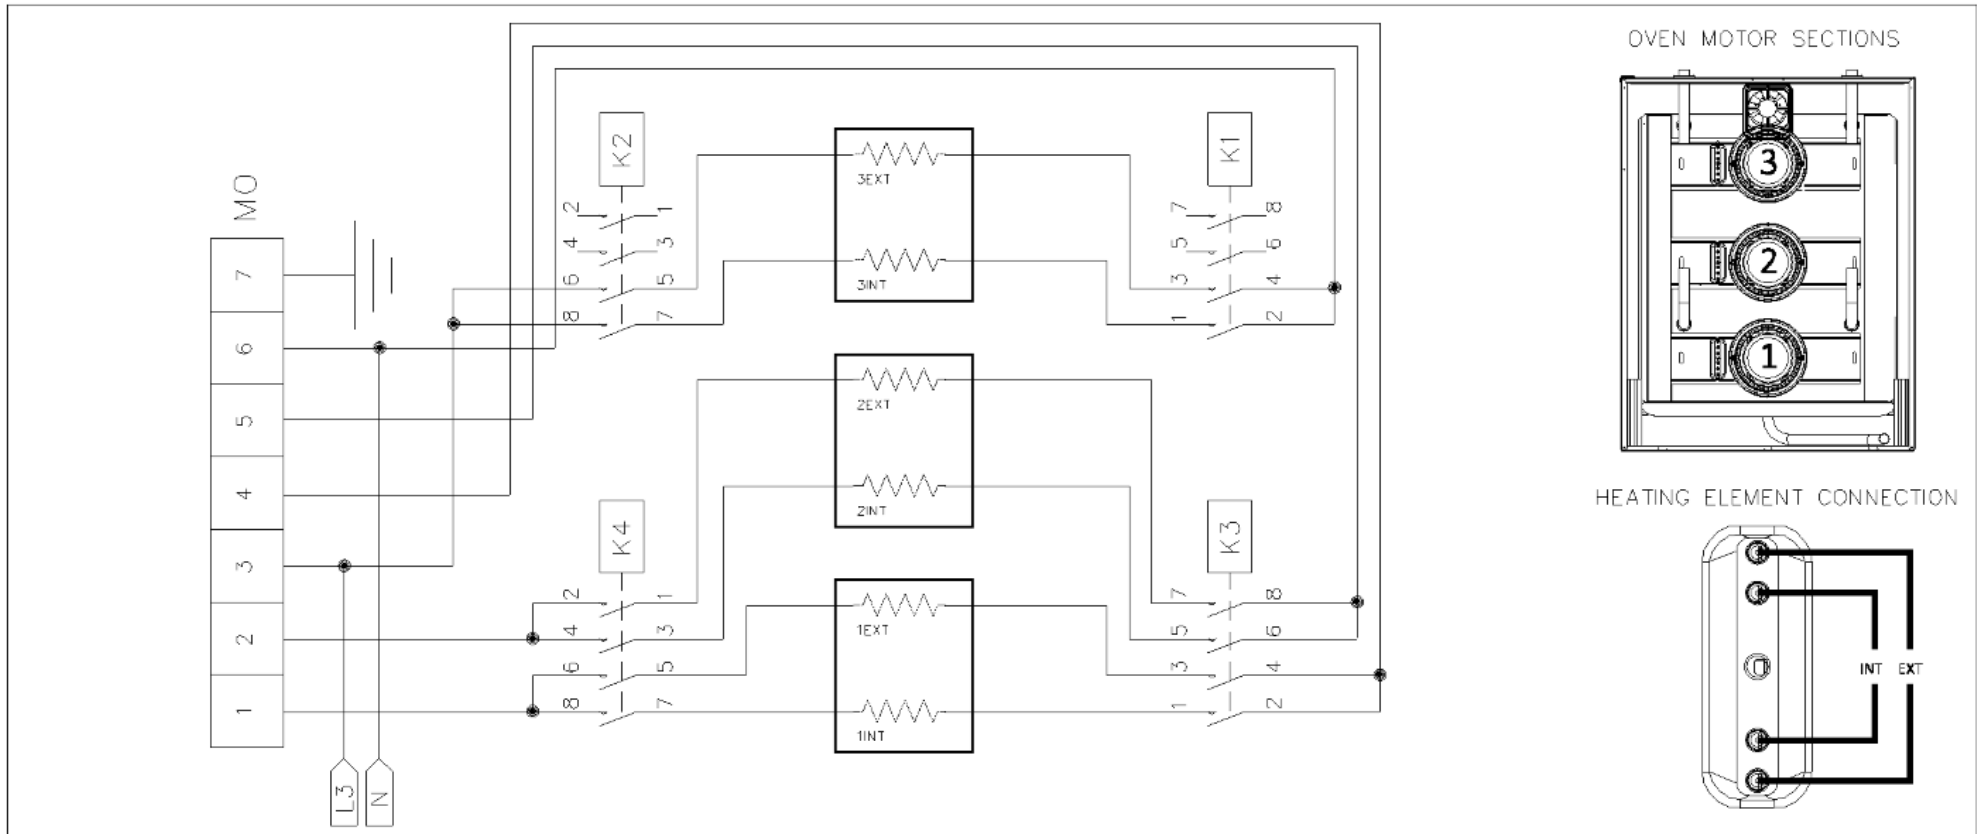 OVEN MOTOR SECTIONS
3
2
1
HEATING ELEMENT CONNECTION
INT EXT
MO
7
6
5
4
3
2
1
L3
N
K2
2 1
4 3
6 5
8 7
3EXT
3INT
K1
7 8
5 6
3 4
1 2
2EXT
2INT
K4
2 1
4 3
6 5
8 7
1EXT
1INT
K3
7 8
5 6
3 4
1 2